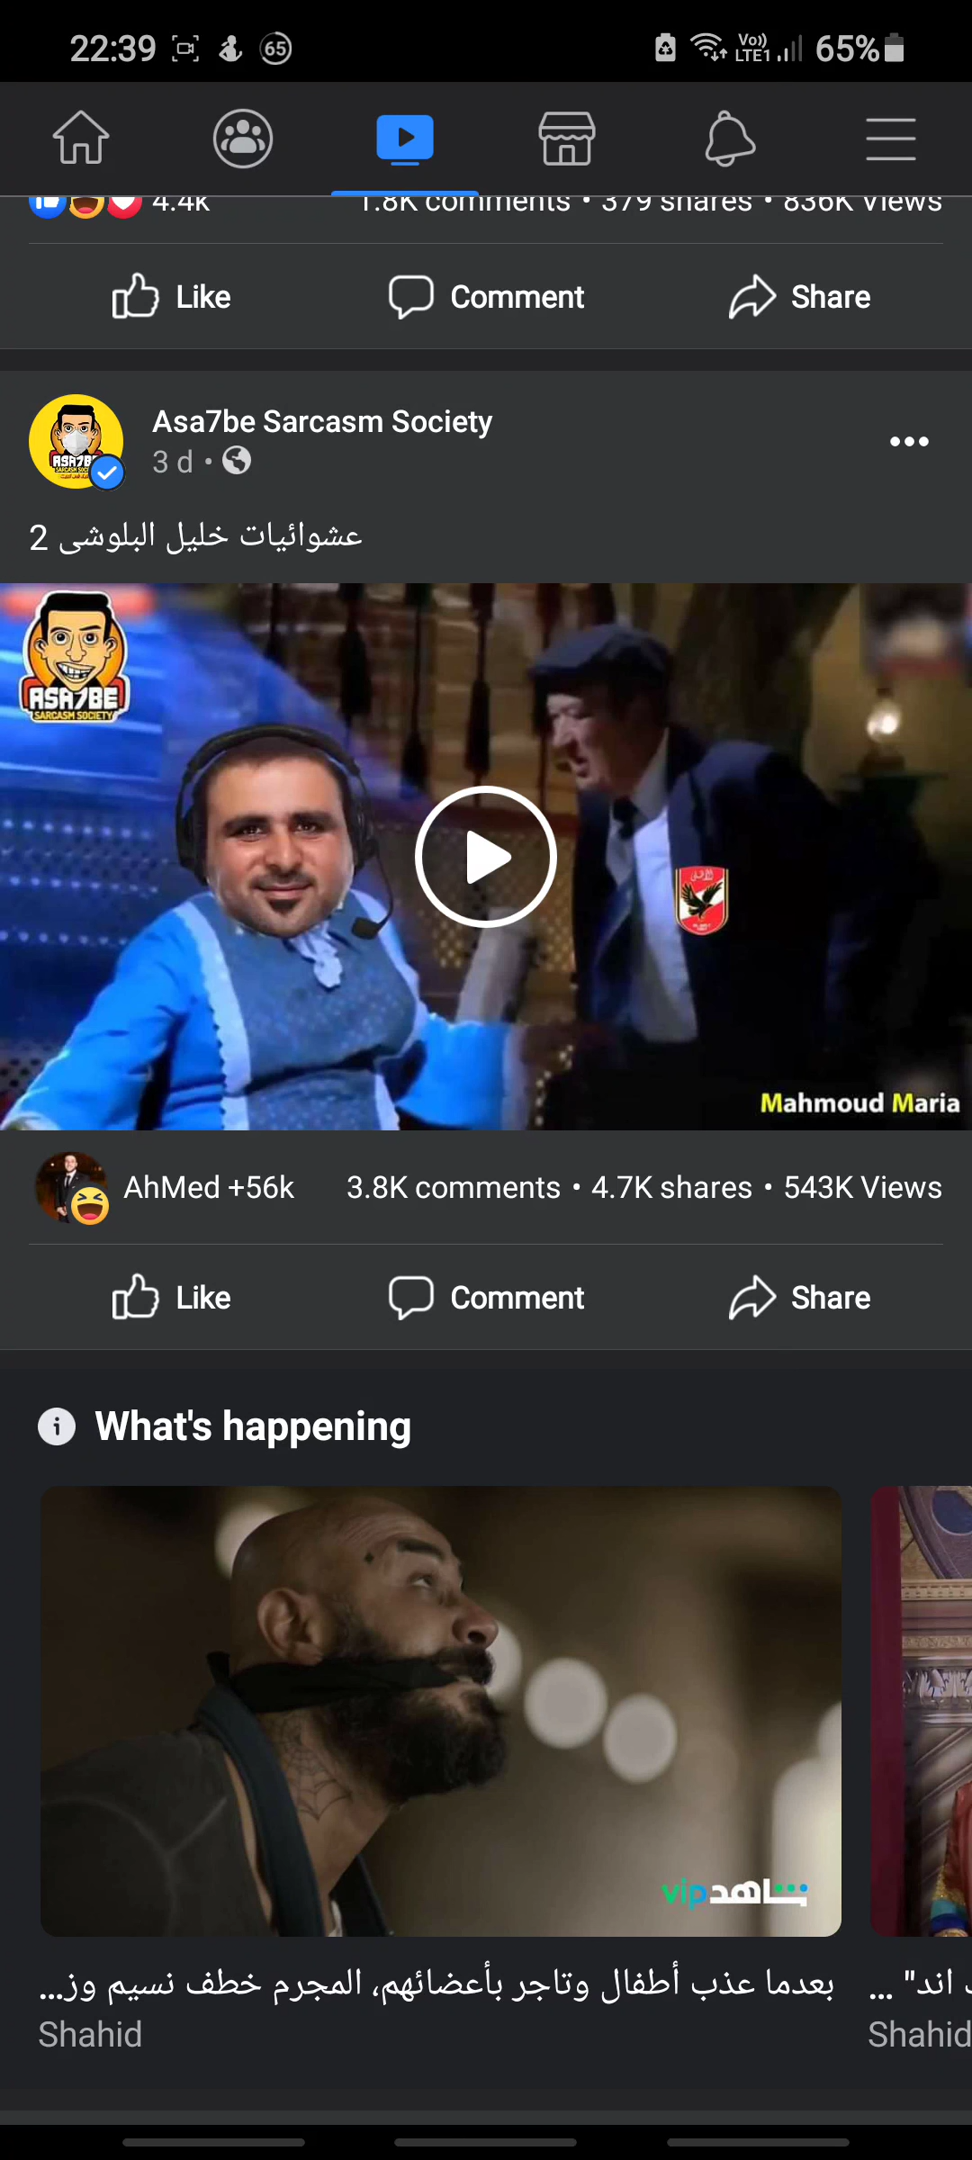 22:39
65
Vo))
LTE1
65%
4.4k
1.8K comments • 379 shares • 836K Views
Like
Comment
Share
Asa7be Sarcasm Society
3 d •
عشوائيات خليل البلوشى 2
ASA7BE
SARCASM SOCIETY
Mahmoud Maria
AhMed +56k
3.8K comments • 4.7K shares • 543K Views
Like
Comment
Share
What's happening
شاهد vip
بعدما عذب أطفال وتاجر بأعضائهم، المجرم خطف نسيم وز...
اند" ...
Shahid
Shahid